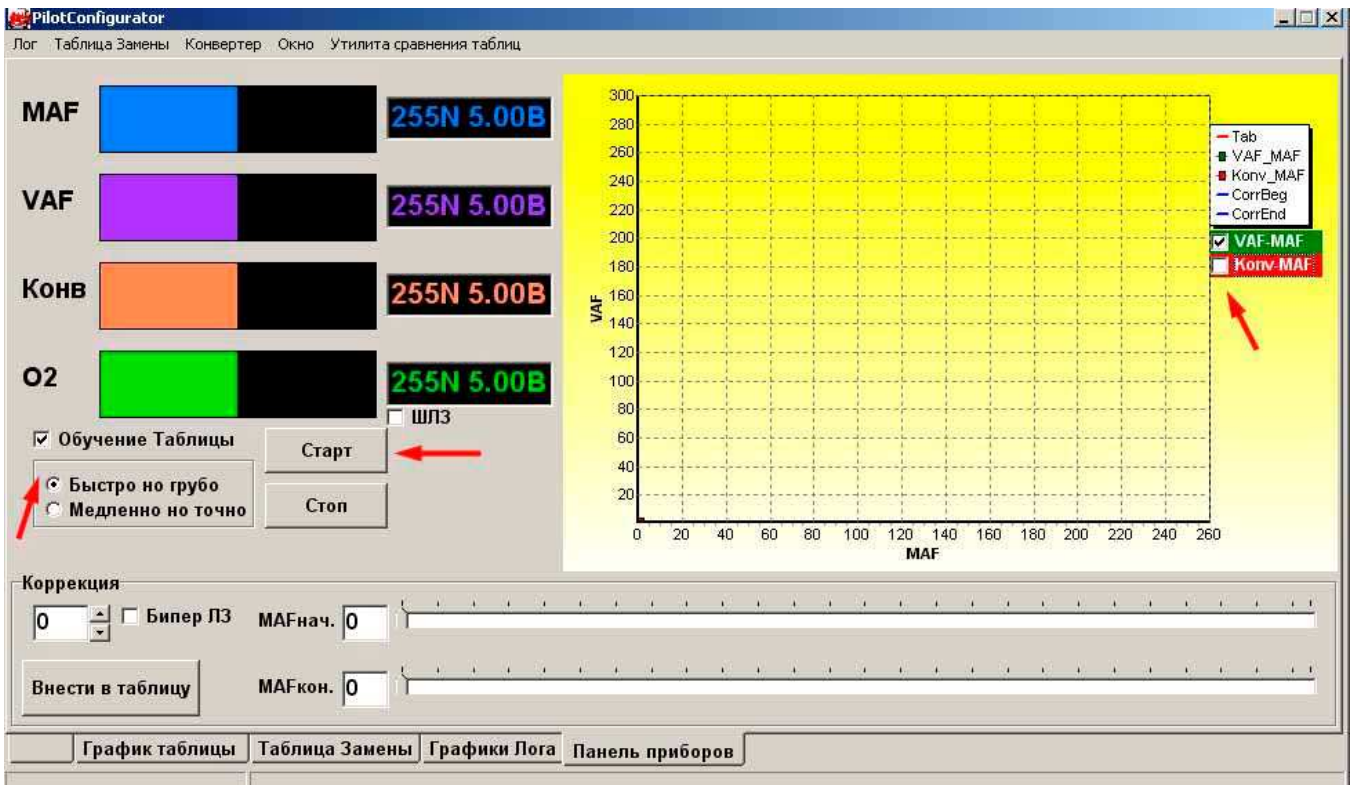 PilotConfigurator
Лог Таблица Замены Конвертер Окно Утилита сравнения таблиц
MAF
255N 5.00В
VAF
255N 5.00В
Конв
255N 5.00В
О2
255N 5.00В
ШЛЗ
Обучение Таблицы
Быстро но грубо
Медленно но точно
Старт
Стоп
300
280
260
240
220
200
180
160
140
120
100
80
60
40
20
VAF
0 20 40 60 80 100 120 140 160 180 200 220 240 260
MAF
Tab
VAF_MAF
Konv_MAF
CorrBeg
CorrEnd
VAF-MAF
Konv-MAF
Коррекция
0
Бипер ЛЗ
MAFнач. 0
Внести в таблицу
MAFкон. 0
График таблицы Таблица Замены Графики Лога Панель приборов